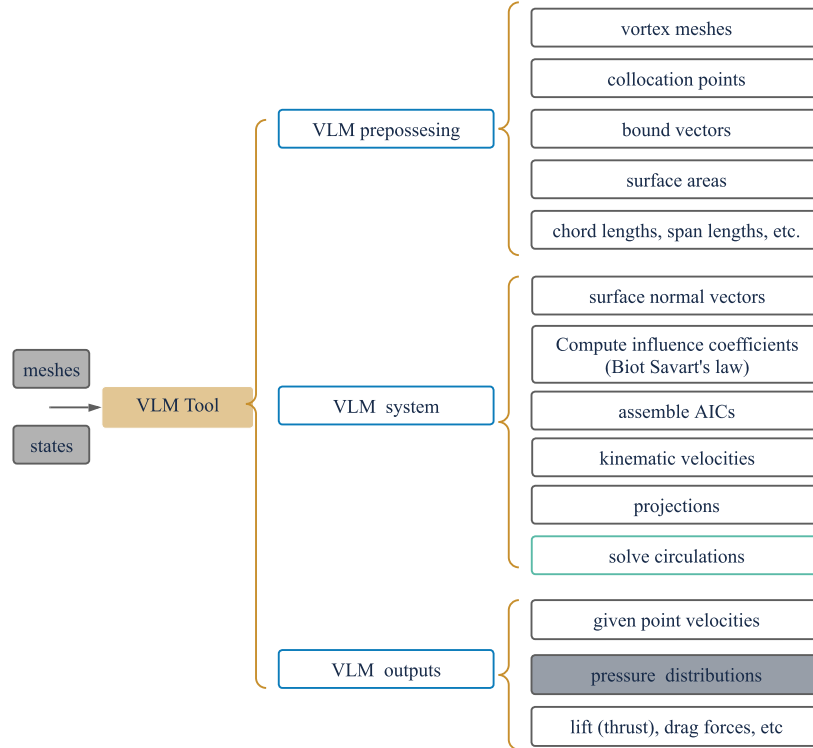 meshes
states
VLM Tool
VLM prepossesing
vortex meshes
collocation points
bound vectors
surface areas
chord lengths, span lengths, etc.
VLM system
surface normal vectors
Compute influence coefficients
(Biot Savart's law)
assemble AICs
kinematic velocities
projections
solve circulations
VLM outputs
given point velocities
pressure distributions
lift (thrust), drag forces, etc